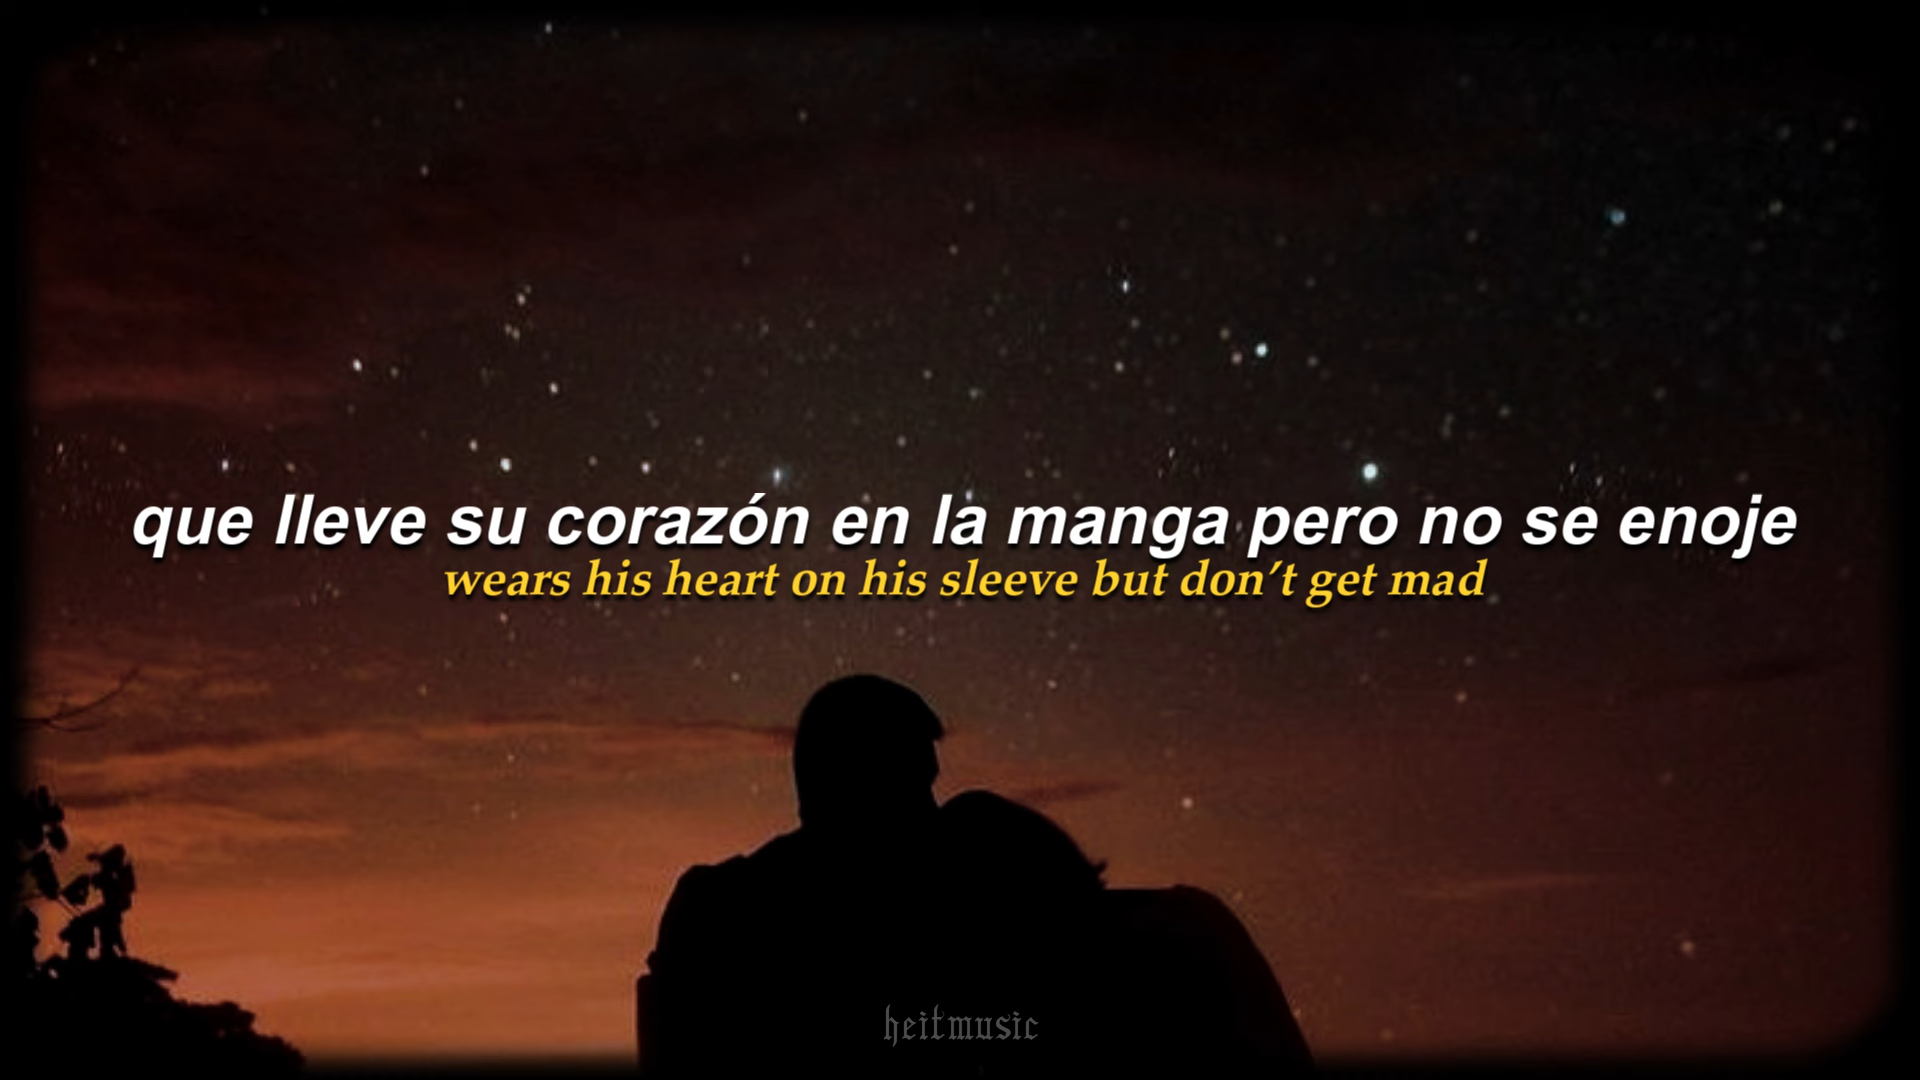 que lleve su corazón en la manga pero no se enoje
wears his heart on his sleeve but don’t get mad
heitmusic